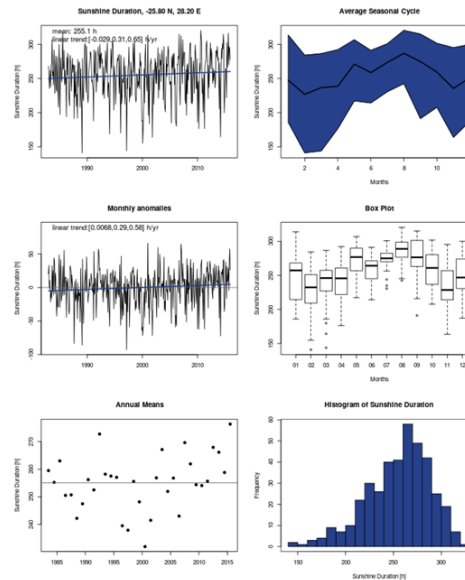 Sunshine Duration, -25.80 N, 28.20 E
mean: 255.1 h
linear trend:[-0.029,0.31,0.65] h/yr
Sunshine Duration [h]
300
250
200
150
1990
2000
2010
Average Seasonal Cycle
Sunshine Duration [h]
300
250
200
150
2
4
6
8
10
Months
Monthly anomalies
linear trend:[0.0068,0.29,0.58] h/yr
Sunshine Duration [h]
50
0
-50
-100
1990
2000
2010
Box Plot
Sunshine Duration [h]
300
250
200
150
01 02 03 04 05 06 07 08 09 10 11 12
Months
Annual Means
Sunshine Duration [h]
270
260
250
240
1985 1990 1995 2000 2005 2010 2015
Histogram of Sunshine Duration
Frequency
60
50
40
30
20
10
0
150
200
250
300
Sunshine Duration [h]